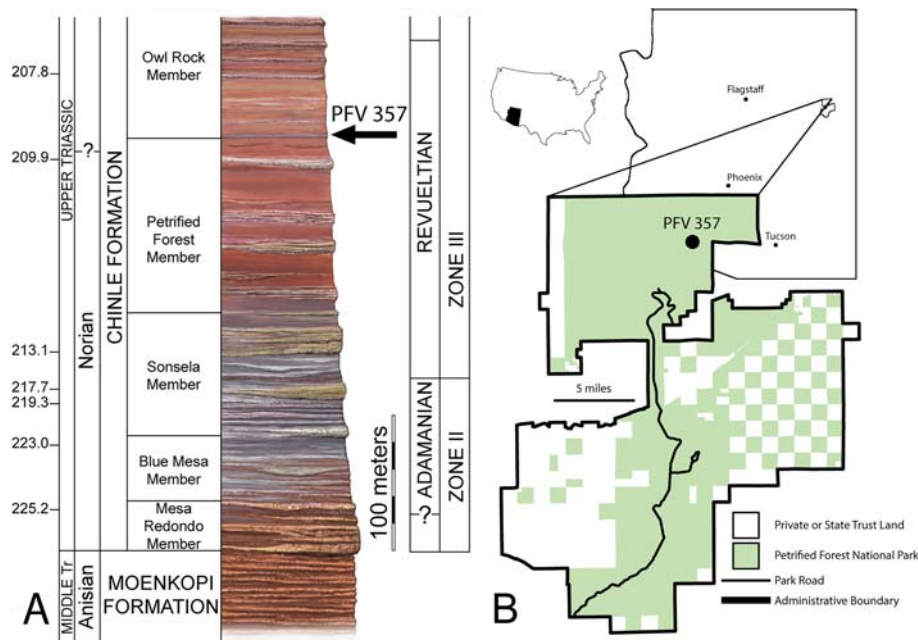 207.8
209.9
213.1
217.7
219.3
223.0
225.2
UPPER TRIASSIC
MIDDLE Tr
-?-
Norian
Anisian
CHINLE FORMATION
Owl Rock
Member
Petrified
Forest
Member
Sonsela
Member
Blue Mesa
Member
Mesa
Redondo
Member
MOENKOPI
FORMATION
PFV 357
100 meters
REVUELTIAN
ADAMANIAN
-?-
ZONE III
ZONE II
A
Flagstaff
Phoenix
Tucson
PFV 357
5 miles
Private or State Trust Land
Petrified Forest National Park
Park Road
Administrative Boundary
B